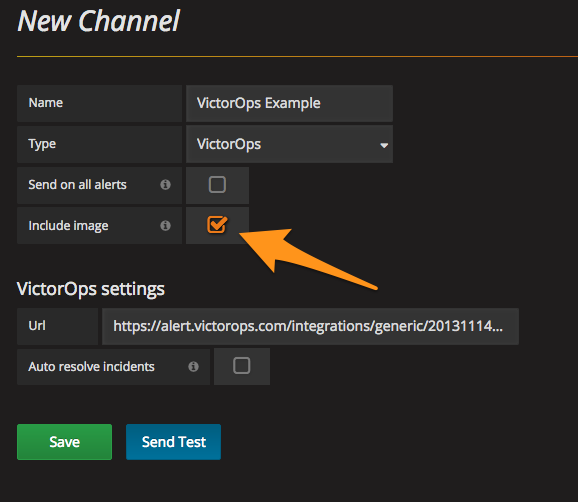 New Channel
Name VictorOps Example
Type VictorOps
Send on all alerts
Include image
VictorOps settings
Url https://alert.victorops.com/integrations/generic/20131114...
Auto resolve incidents
Save Send Test